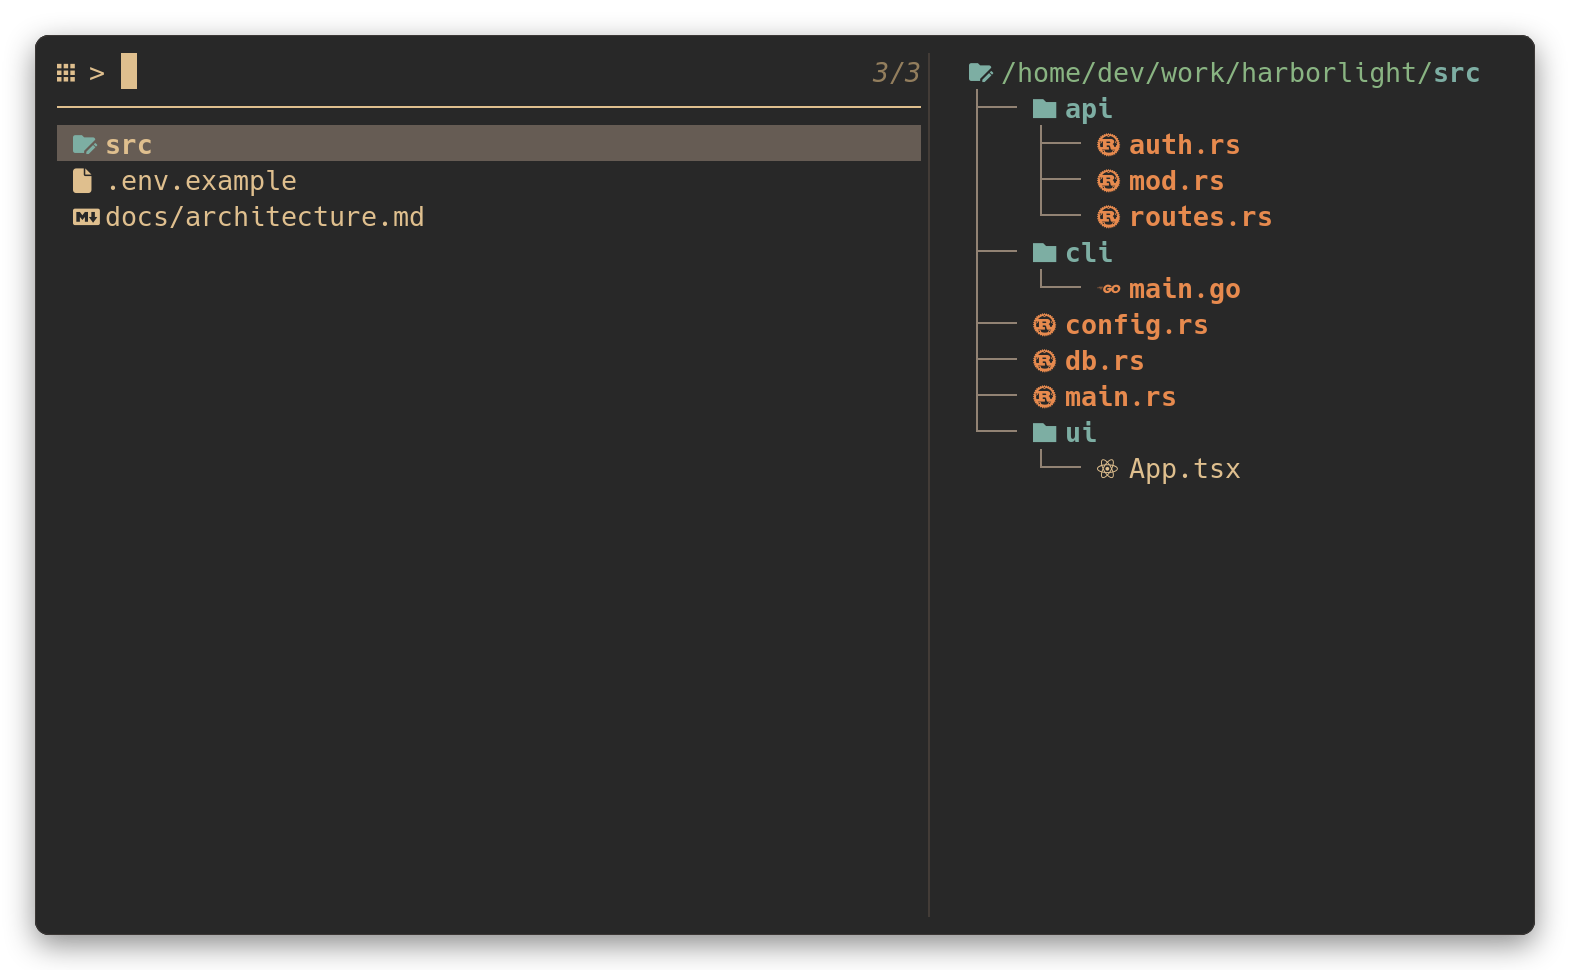 > 3/3
src
.env.example
docs/architecture.md
/home/dev/work/harborlight/src
api
auth.rs
mod.rs
routes.rs
cli
main.go
config.rs
db.rs
main.rs
ui
App.tsx